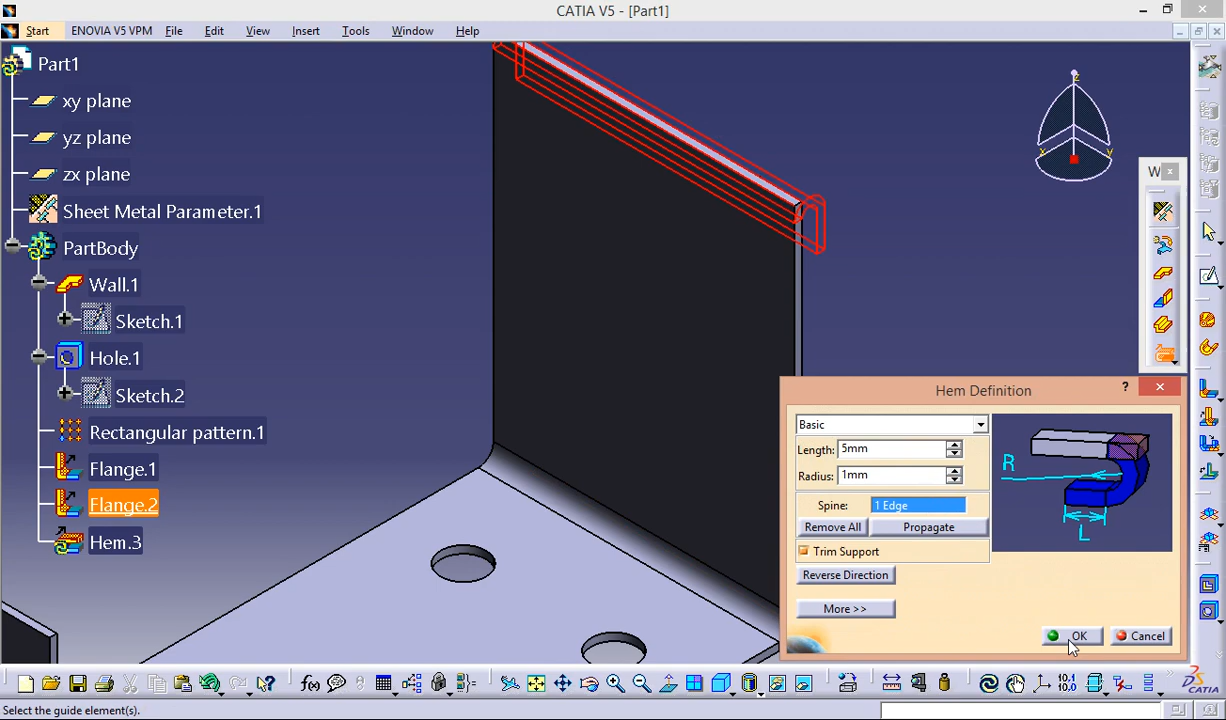 CATIA V5 - [Part1]
Start ENOVIA V5 VPM File Edit View Insert Tools Window Help
Part1
xy plane
yz plane
zx plane
Sheet Metal Parameter.1
PartBody
Wall.1
Sketch.1
Hole.1
Sketch.2
Rectangular pattern.1
Flange.1
Flange.2
Hem.3
z
x
y
W...
Hem Definition
?
Basic
Length: 5mm
Radius: 1mm
Spine: 1 Edge
Remove All Propagate
Trim Support
Reverse Direction
More >>
R
L
OK Cancel
f(x)
10,1
CATIA
Select the guide element(s).